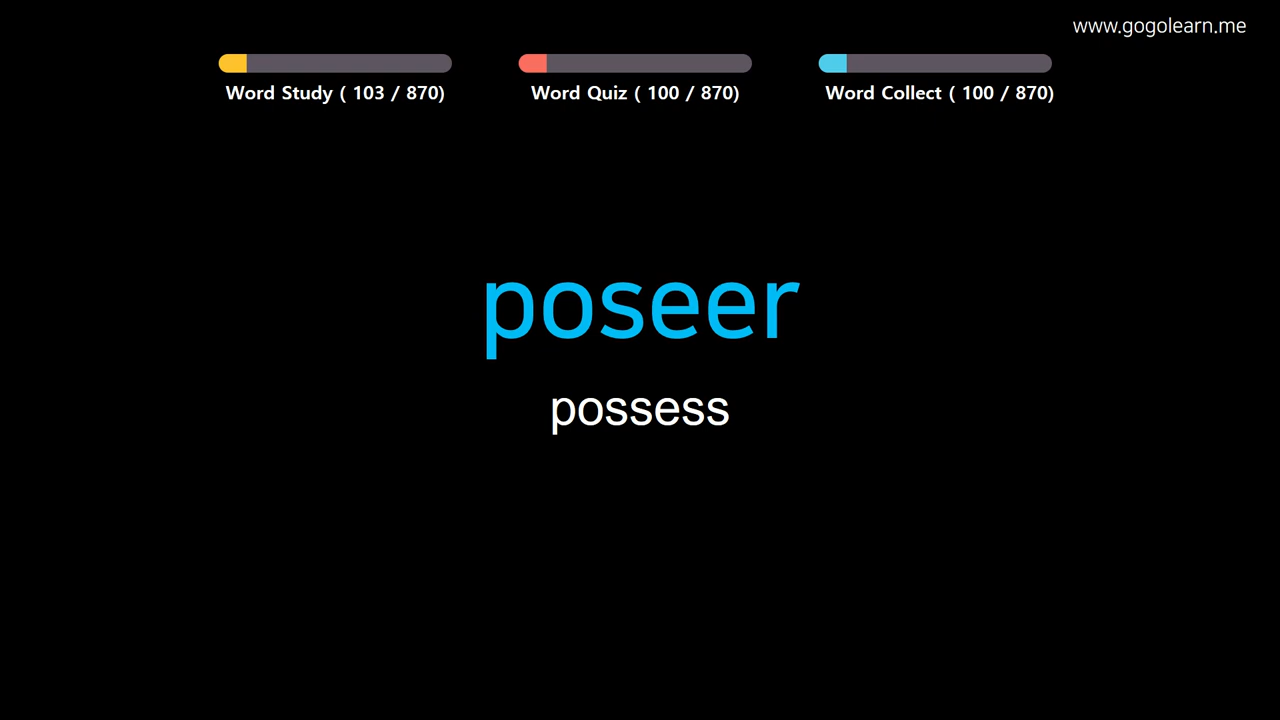 www.gogolearn.me
Word Study ( 103 / 870)
Word Quiz ( 100 / 870)
Word Collect ( 100 / 870)
poseer
possess